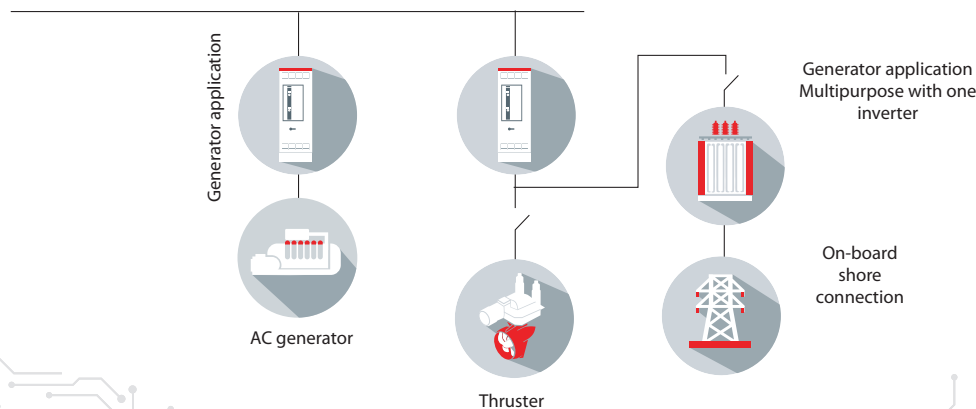 Generator application
AC generator
Thruster
Generator application
Multipurpose with one
inverter
On-board
shore
connection